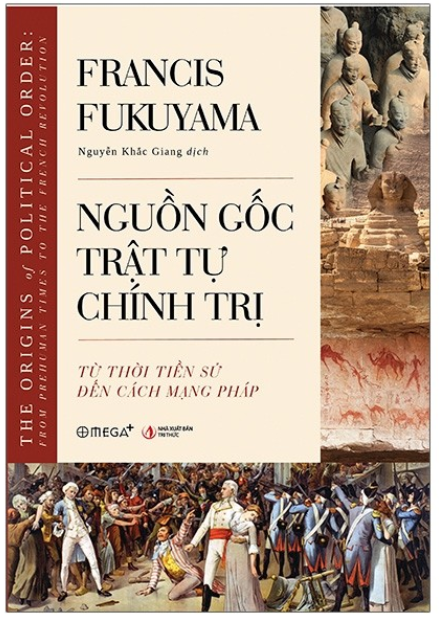 THE ORIGINS of POLITICAL ORDER:
FROM PREHUMAN TIMES TO THE FRENCH REVOLUTION
FRANCIS
FUKUYAMA
Nguyễn Khắc Giang dịch
NGUỒN GỐC
TRẬT TỰ
CHÍNH TRỊ
TỪ THỜI TIỀN SỬ
ĐẾN CÁCH MẠNG PHÁP
OMEGA+
NHÀ XUẤT BẢN
TRI THỨC